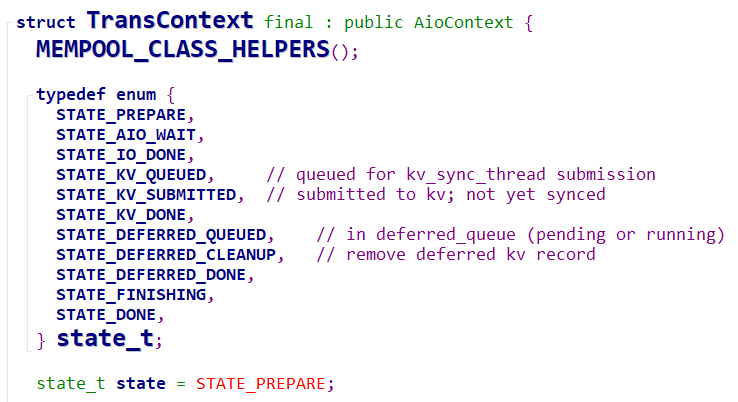 struct TransContext final : public AioContext {
MEMPOOL_CLASS_HELPERS();
typedef enum {
STATE_PREPARE,
STATE_AIO_WAIT,
STATE_IO_DONE,
STATE_KV_QUEUED,     // queued for kv_sync_thread submission
STATE_KV_SUBMITTED,  // submitted to kv; not yet synced
STATE_KV_DONE,
STATE_DEFERRED_QUEUED,    // in deferred_queue (pending or running)
STATE_DEFERRED_CLEANUP,   // remove deferred kv record
STATE_DEFERRED_DONE,
STATE_FINISHING,
STATE_DONE,
} state_t;
state_t state = STATE_PREPARE;